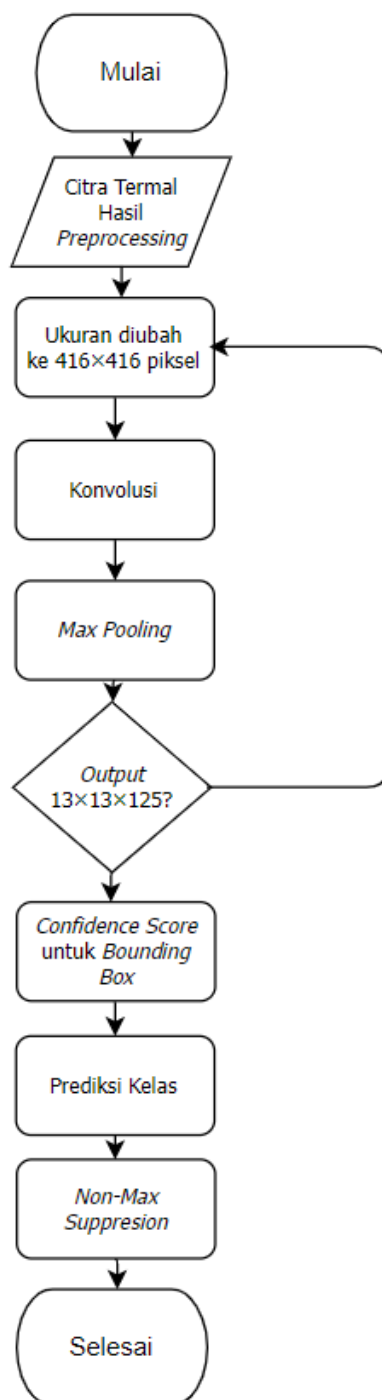 Mulai
Citra Termal
Hasil
Preprocessing
Ukuran diubah
ke 416×416 piksel
Konvolusi
Max Pooling
Output
13×13×125?
Confidence Score
untuk Bounding
Box
Prediksi Kelas
Non-Max
Suppresion
Selesai